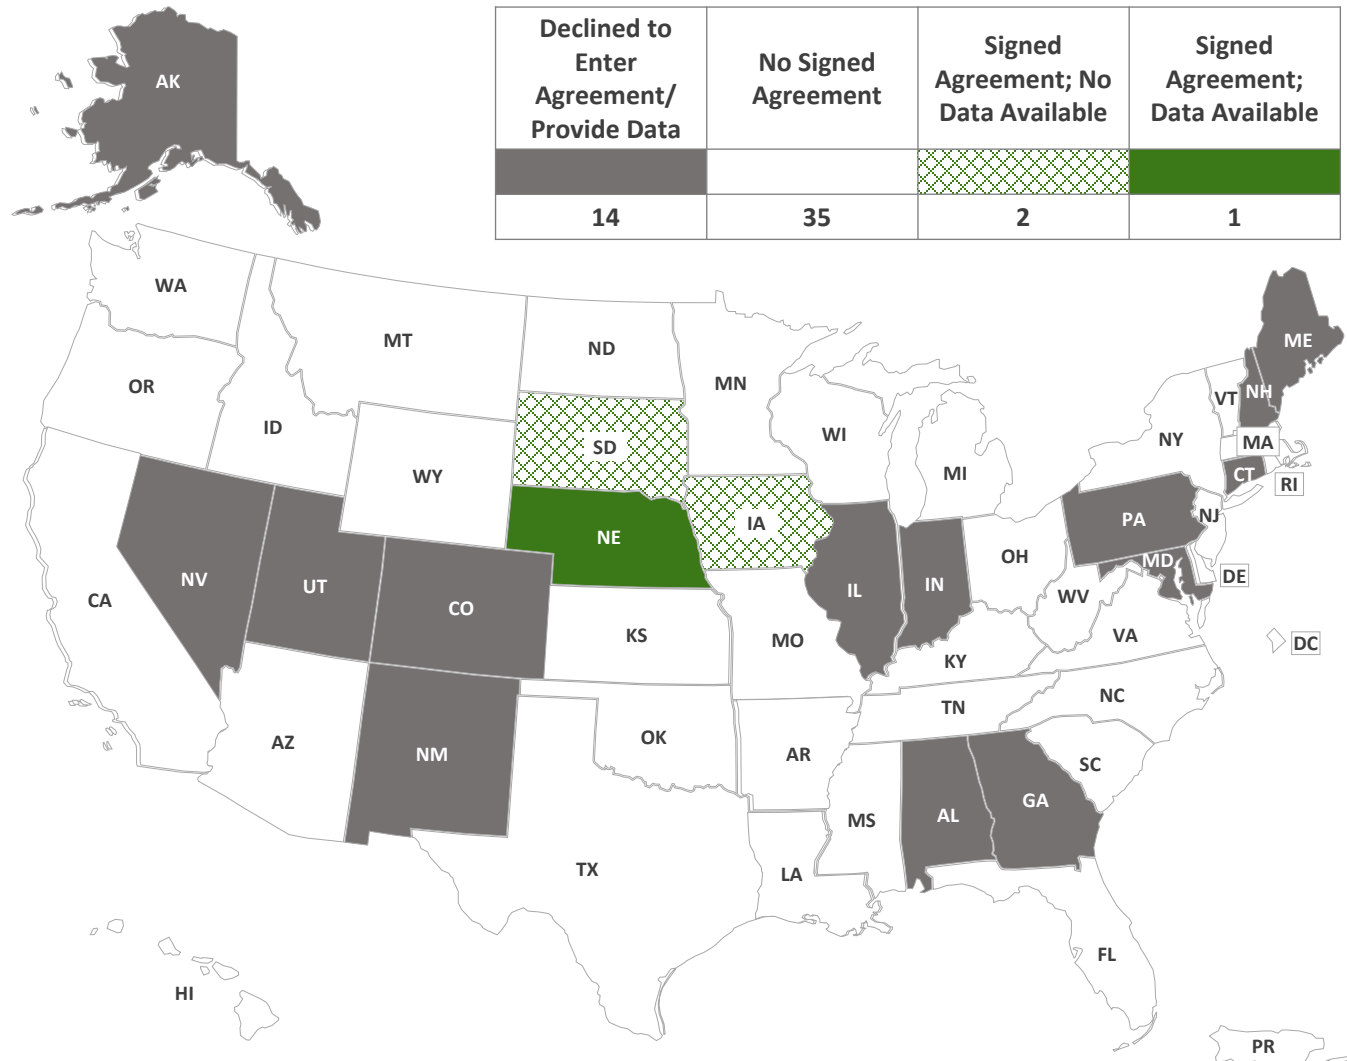 Declined to
Enter
Agreement/
Provide Data
No Signed
Agreement
Signed
Agreement; No
Data Available
Signed
Agreement;
Data Available
14
35
2
1
AK
WA
MT
ND
MN
OR
ID
WY
SD
WI
MI
NY
VT
NH
ME
MA
CT
RI
NE
IA
PA
NJ
NV
UT
CO
CA
KS
MO
IL
IN
OH
WV
MD
DE
VA
DC
KY
NC
TN
AZ
NM
OK
AR
SC
MS
AL
GA
TX
LA
FL
HI
PR